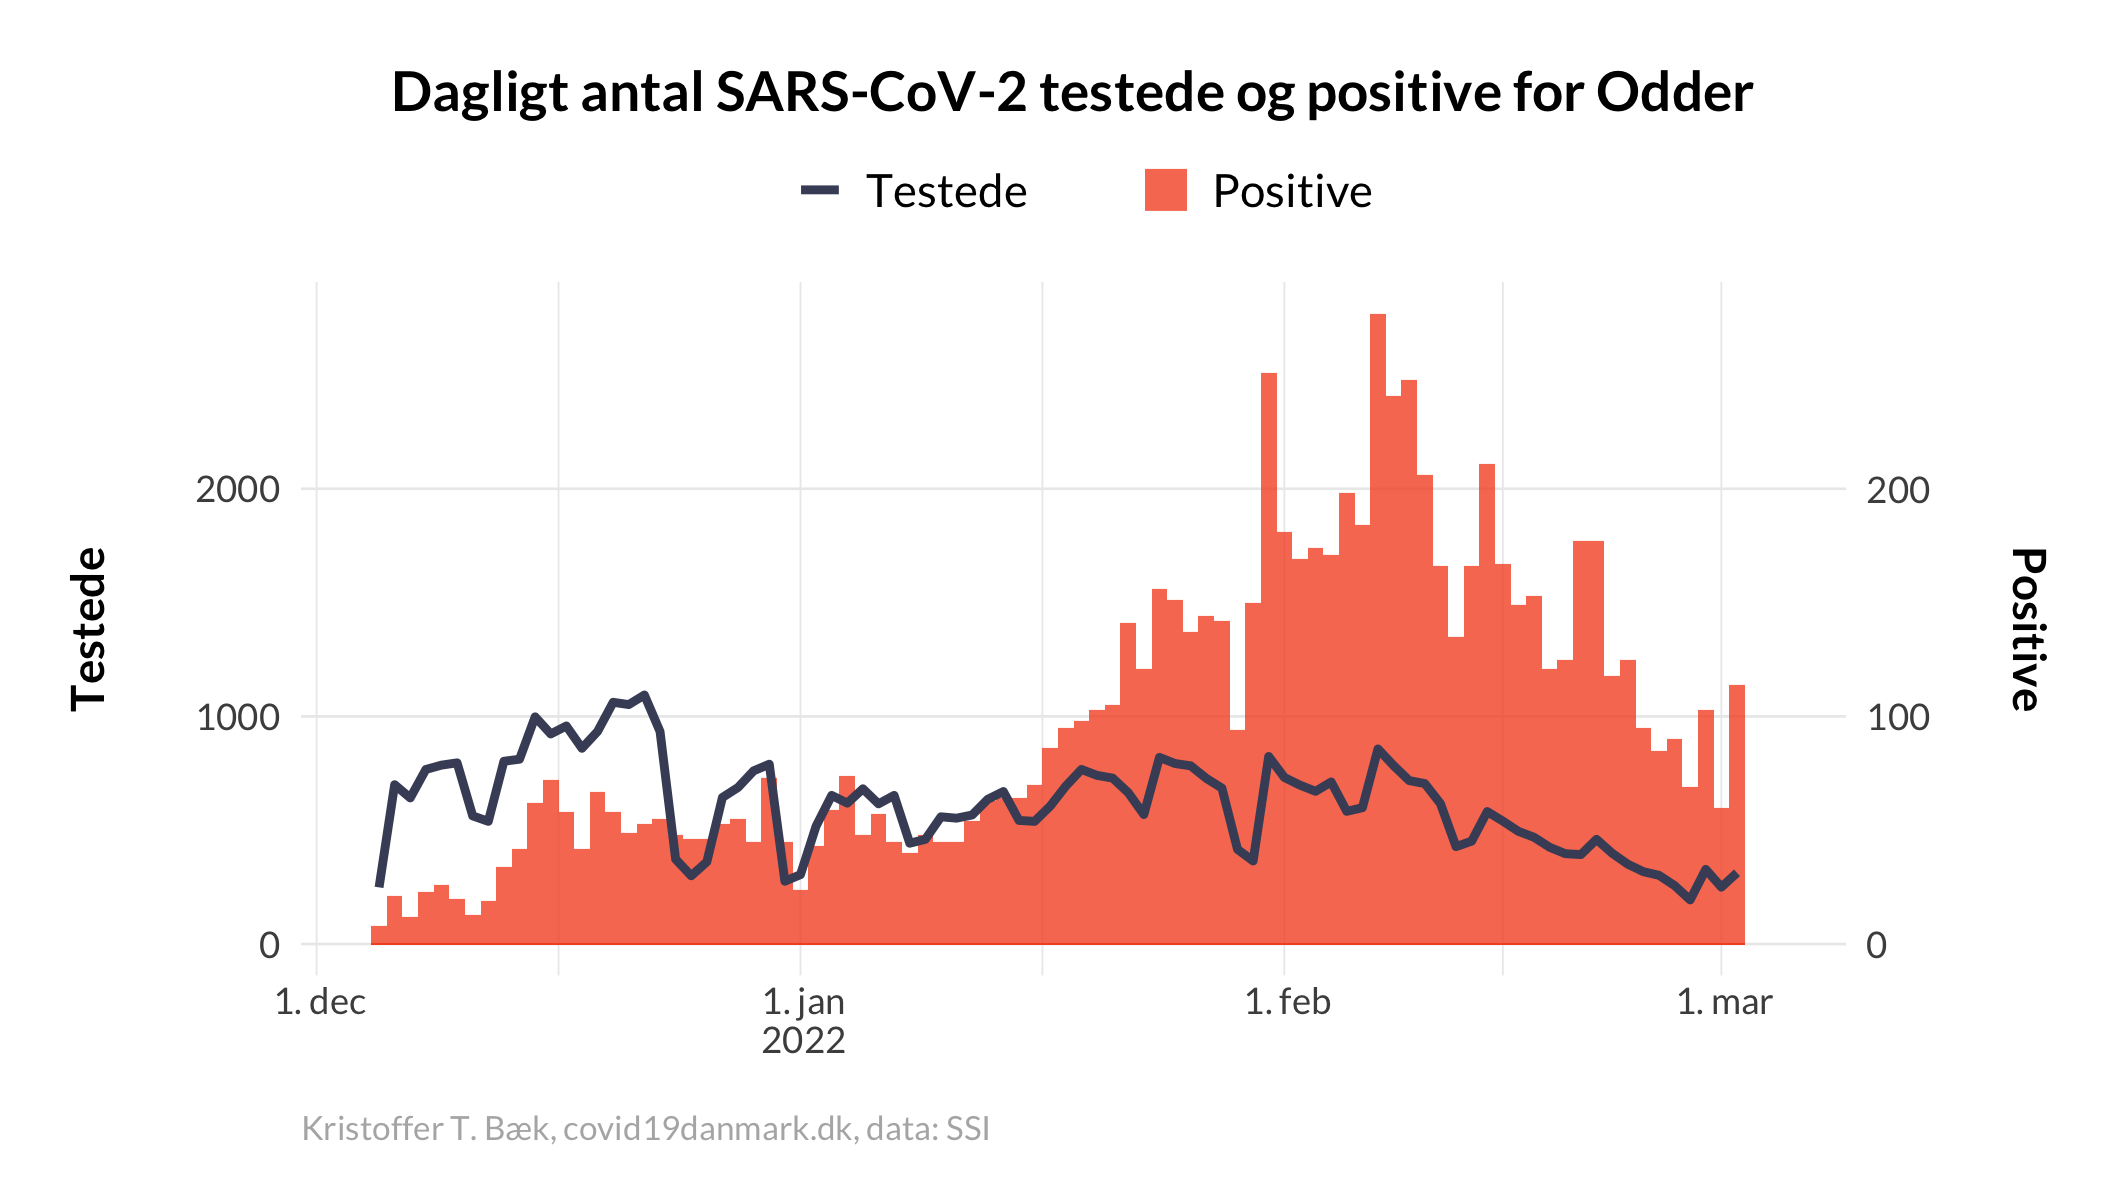 Dagligt antal SARS-CoV-2 testede og positive for Odder
Testede
Positive
2000
1000
0
Testede
200
100
0
Positive
1. dec
1. jan
2022
1. feb
1. mar
Kristoffer T. Bæk, covid19danmark.dk, data: SSI